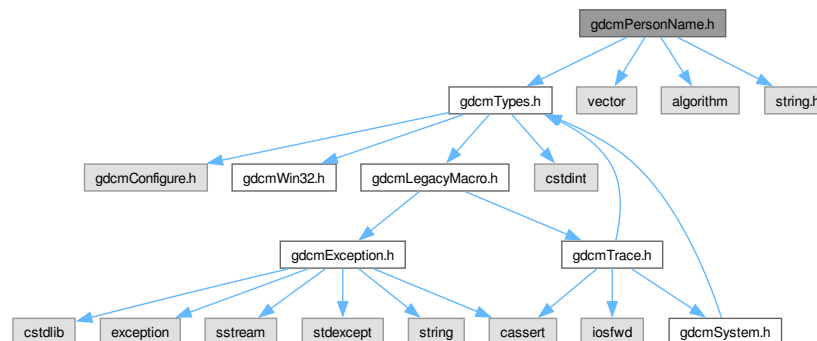 gdcmPersonName.h
gdcmTypes.h
vector
algorithm
string.h
gdcmConfigure.h
gdcmWin32.h
gdcmLegacyMacro.h
cstdint
gdcmException.h
gdcmTrace.h
cstdlib
exception
sstream
stdexcept
string
cassert
iosfwd
gdcmSystem.h